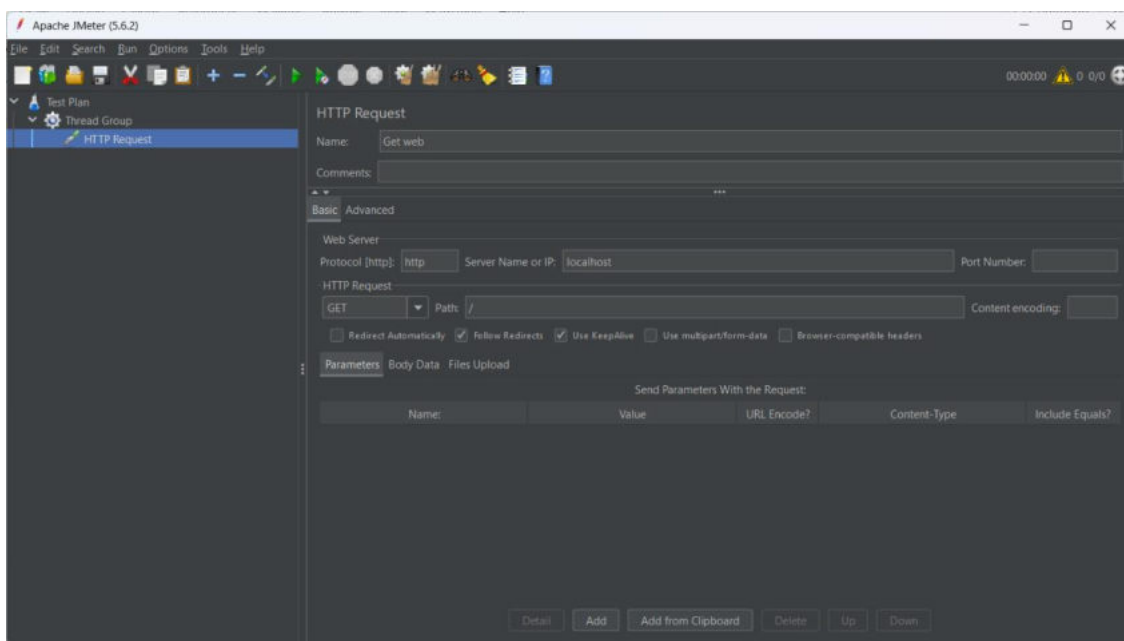 Apache JMeter (5.6.2)
File Edit Search Run Options Tools Help
00:00:00 0 0/0
Test Plan
Thread Group
HTTP Request
HTTP Request
Name: Get web
Comments:
Basic Advanced
Web Server
Protocol [http]: http Server Name or IP: localhost Port Number:
HTTP Request
GET Path: / Content encoding:
Redirect Automatically Follow Redirects Use KeepAlive Use multipart/form-data Browser-compatible headers
Parameters Body Data Files Upload
Send Parameters With the Request:
Name: Value URL Encode? Content-Type Include Equals?
Detail Add Add from Clipboard Delete Up Down